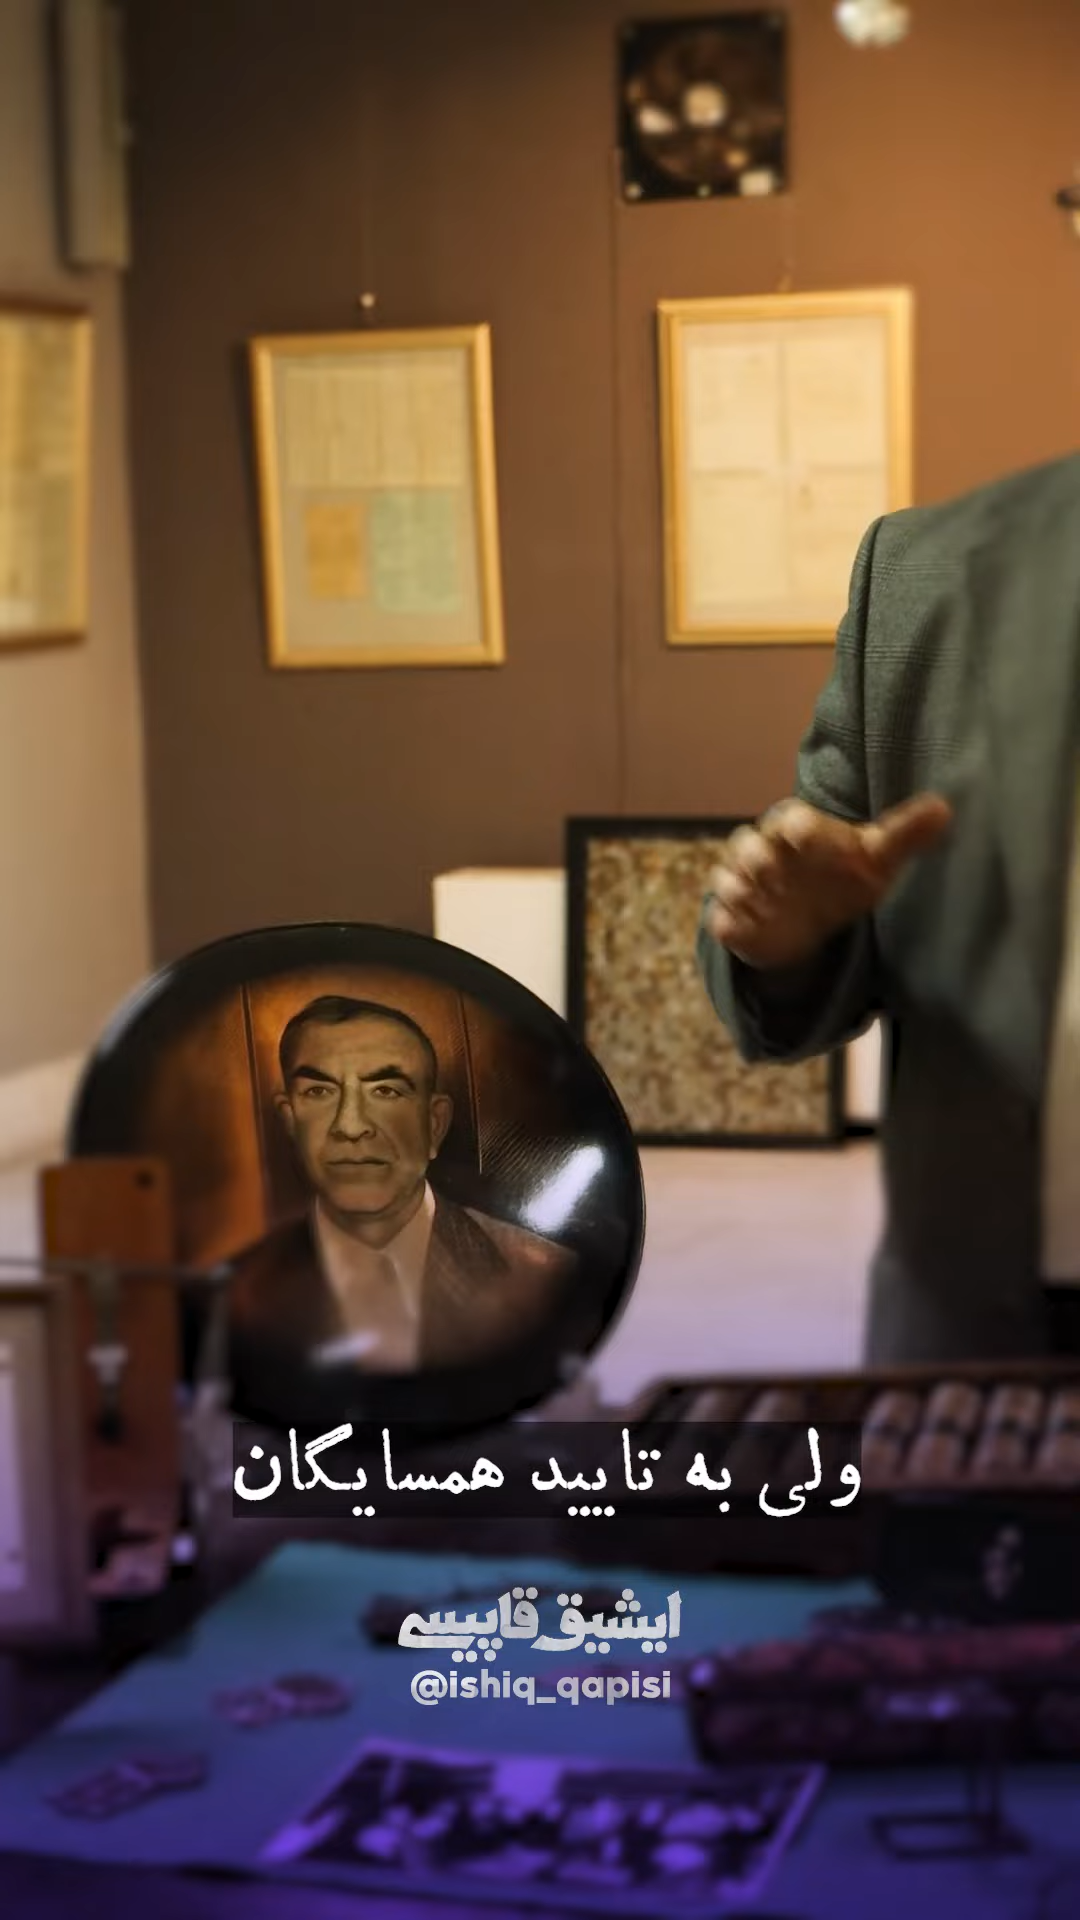 ولی به تایید همسایگان
ایشیق قاپیسی
@ishiq_qapisi